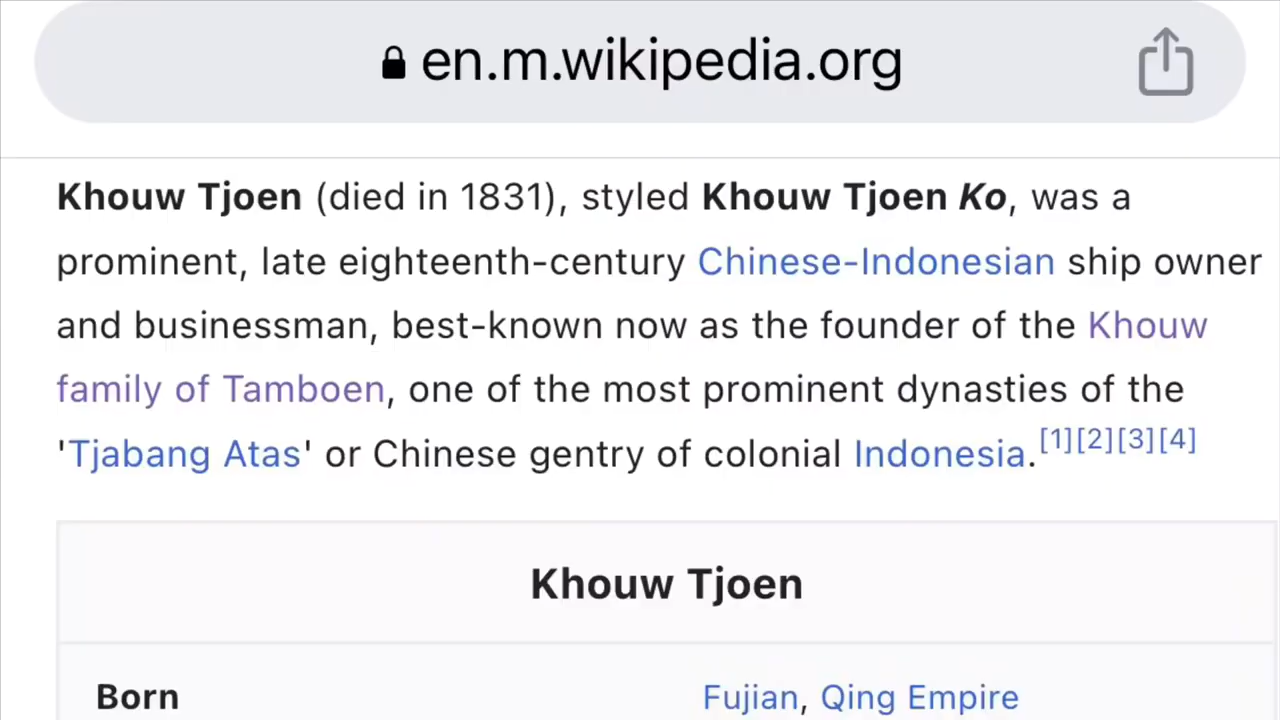 en.m.wikipedia.org
Khouw Tjoen (died in 1831), styled Khouw Tjoen Ko, was a
prominent, late eighteenth-century Chinese-Indonesian ship owner
and businessman, best-known now as the founder of the Khouw
family of Tamboen, one of the most prominent dynasties of the
'Tjabang Atas' or Chinese gentry of colonial Indonesia.[1][2][3][4]
Khouw Tjoen
Born Fujian, Qing Empire